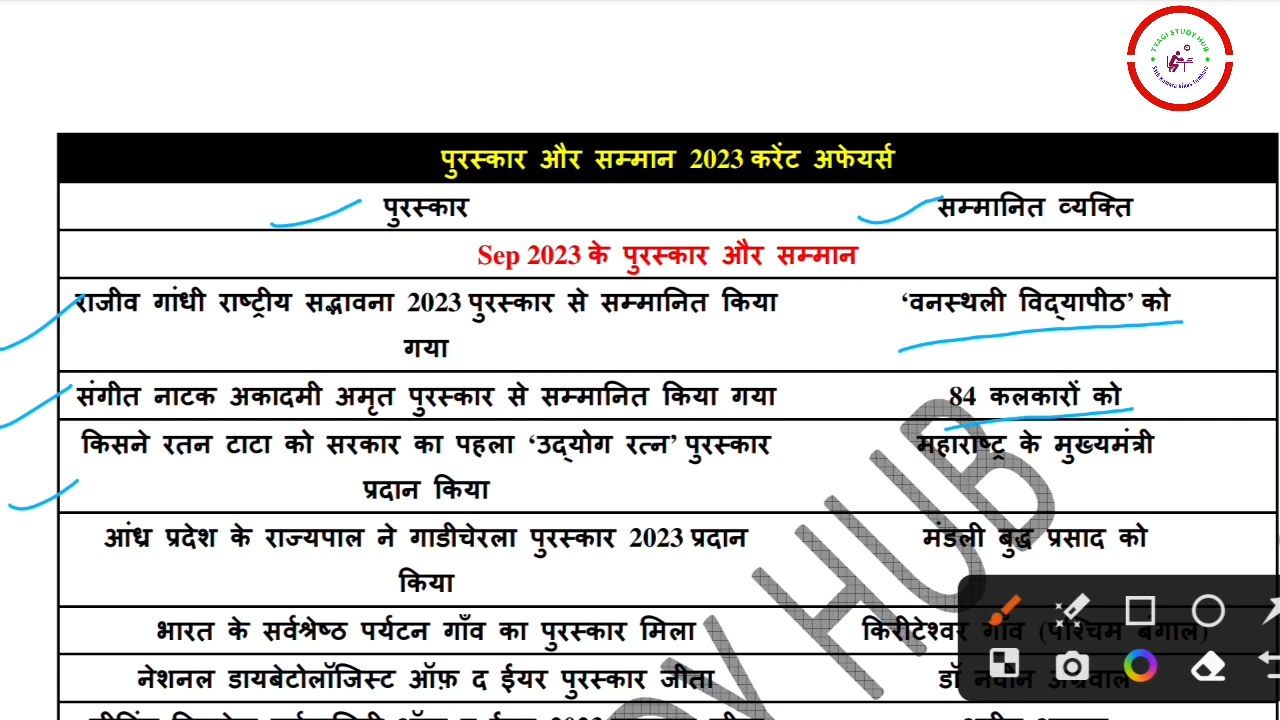 TYAGI STUDY HUB
पुरस्कार और सम्मान 2023 करेंट अफेयर्स
पुरस्कार सम्मानित व्यक्ति
Sep 2023 के पुरस्कार और सम्मान
राजीव गांधी राष्ट्रीय सद्भावना 2023 पुरस्कार से सम्मानित किया ‘वनस्थली विद्यापीठ’ को
गया
संगीत नाटक अकादमी अमृत पुरस्कार से सम्मानित किया गया 84 कलकारों को
किसने रतन टाटा को सरकार का पहला ‘उद्योग रत्न’ पुरस्कार महाराष्ट्र के मुख्यमंत्री
प्रदान किया
आंध्र प्रदेश के राज्यपाल ने गाडीचेरला पुरस्कार 2023 प्रदान मंडली बुद्ध प्रसाद को
किया
भारत के सर्वश्रेष्ठ पर्यटन गाँव का पुरस्कार मिला किरीटेश्वर गाँव (पश्चिम बंगाल)
नेशनल डायबेटोलॉजिस्ट ऑफ़ द ईयर पुरस्कार जीता डॉ नवीन अग्रवाल